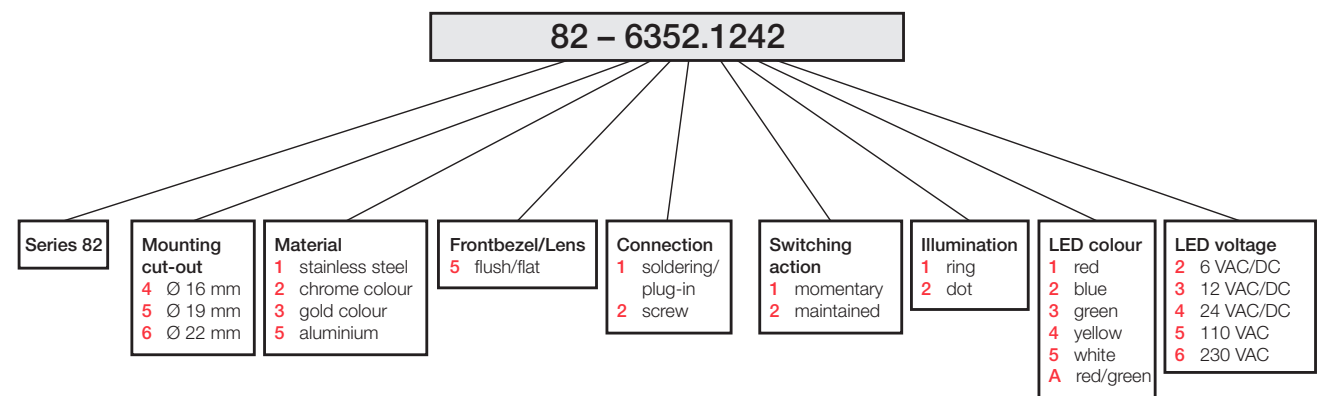 82 – 6352.1242
Series 82
Mounting
cut-out
4 Ø 16 mm
5 Ø 19 mm
6 Ø 22 mm
Material
1 stainless steel
2 chrome colour
3 gold colour
5 aluminium
Frontbezel/Lens
5 flush/flat
Connection
1 soldering/
plug-in
2 screw
Switching
action
1 momentary
2 maintained
Illumination
1 ring
2 dot
LED colour
1 red
2 blue
3 green
4 yellow
5 white
A red/green
LED voltage
2 6 VAC/DC
3 12 VAC/DC
4 24 VAC/DC
5 110 VAC
6 230 VAC